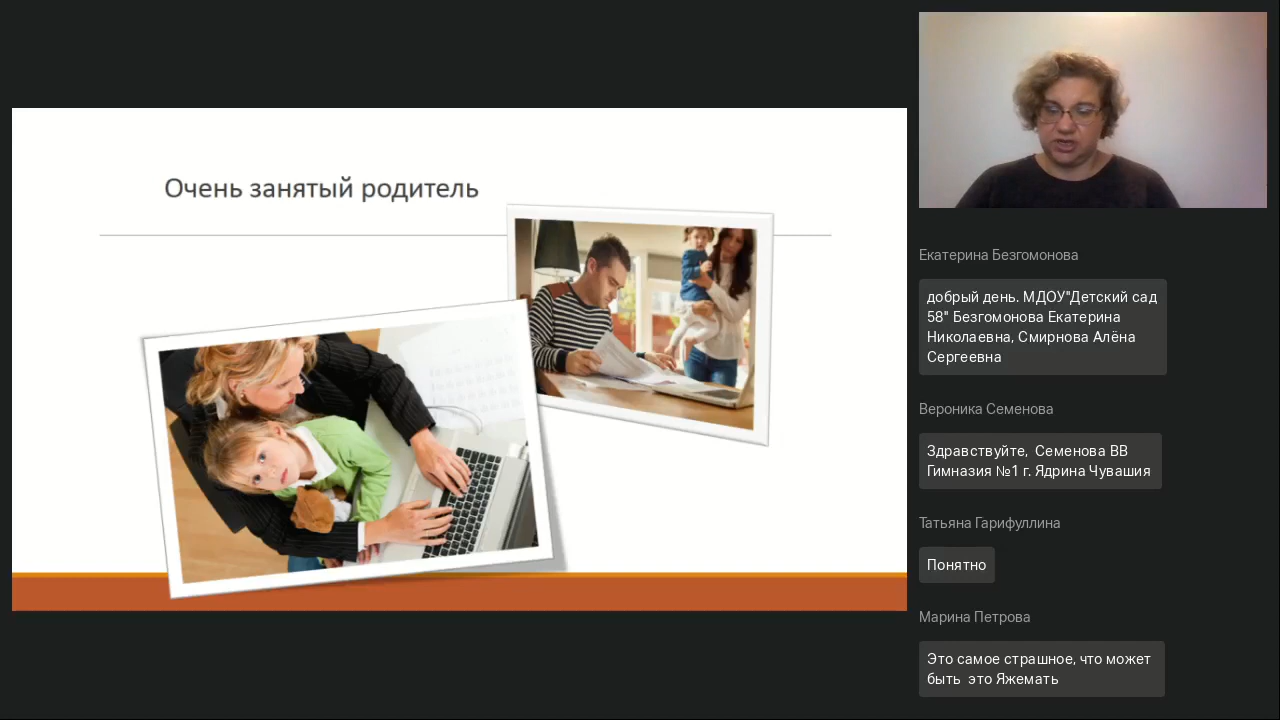 Очень занятый родитель
Екатерина Безгомонова
добрый день. МДОУ"Детский сад
58" Безгомонова Екатерина
Николаевна, Смирнова Алёна
Сергеевна
Вероника Семенова
Здравствуйте,  Семенова ВВ
Гимназия №1 г. Ядрина Чувашия
Татьяна Гарифуллина
Понятно
Марина Петрова
Это самое страшное, что может
быть  это Яжемать